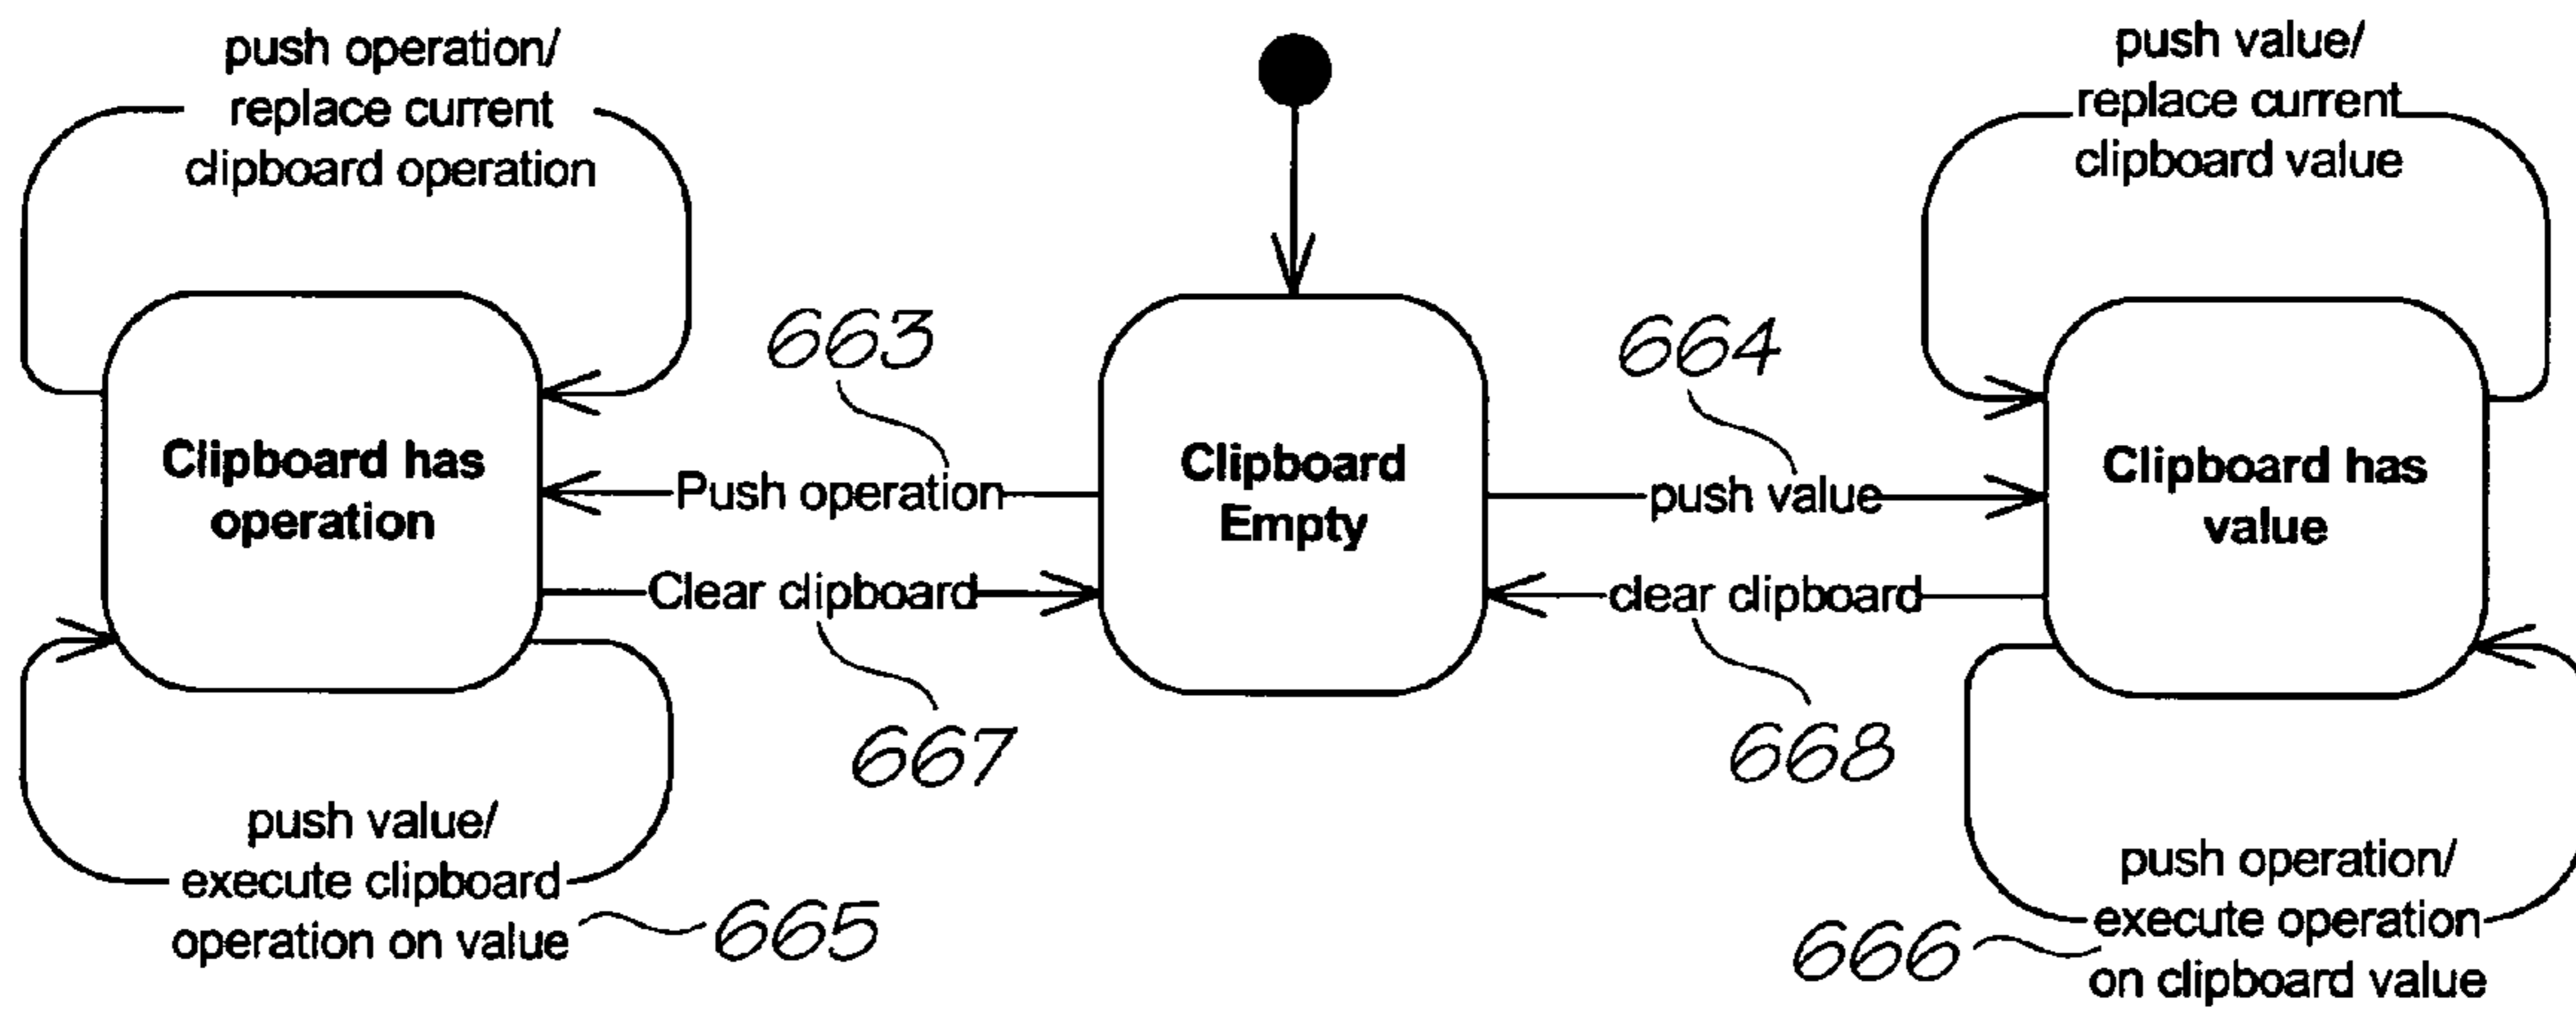 push operation/
replace current
clipboard operation
push value/
replace current
clipboard value
663
664
Clipboard has
operation
Push operation
Clipboard
Empty
push value
Clipboard has
value
Clear clipboard
clear clipboard
667
668
push value/
execute clipboard
operation on value
665
push operation/
execute operation
on clipboard value
666